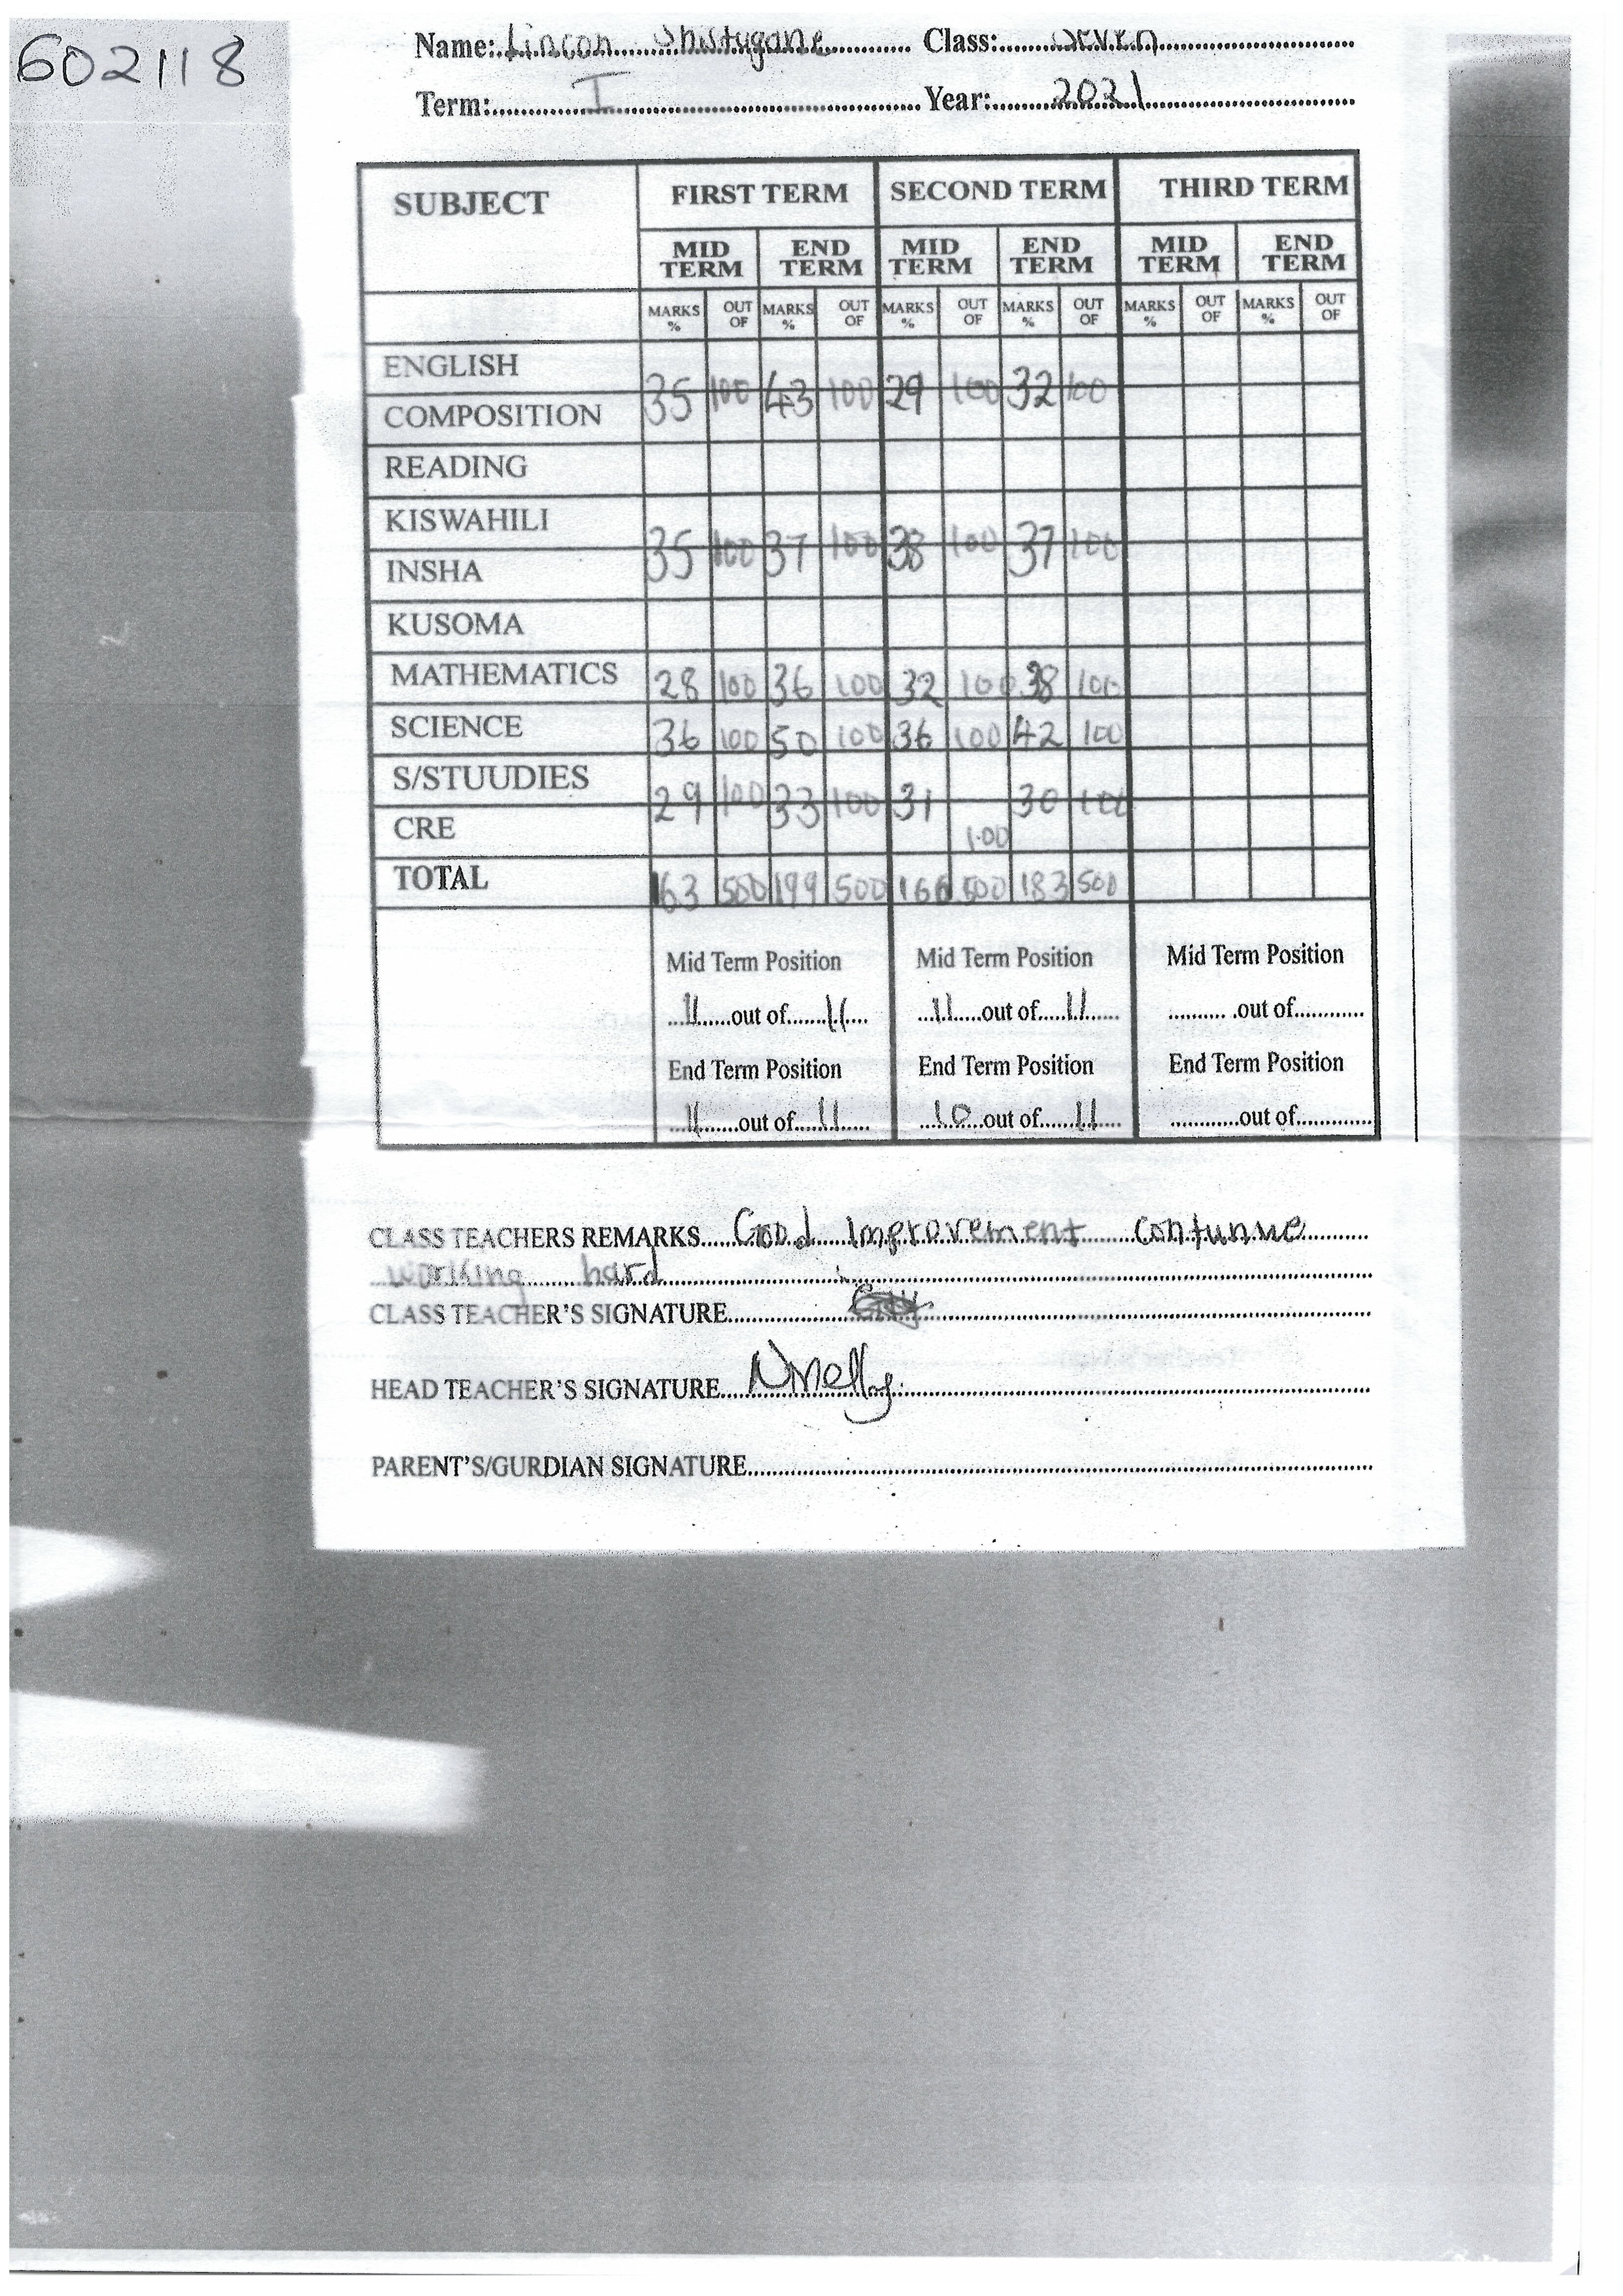 602118
Name: Lincon Class: Seven
Term: I Year: 2021
SUBJECT FIRST TERM SECOND TERM THIRD TERM
MID TERM END TERM MID TERM END TERM MID TERM END TERM
MARKS % OUT OF MARKS % OUT OF MARKS % OUT OF MARKS % OUT OF MARKS % OUT OF MARKS % OUT OF
ENGLISH
35 100 43 100 29 100 32 100
COMPOSITION
READING
KISWAHILI
35 100 37 100 38 100 37 100
INSHA
KUSOMA
MATHEMATICS 28 100 36 100 32 100 38 100
SCIENCE 36 100 50 100 36 100 42 100
S/STUUDIES
29 100 33 100 31 100 30 100
CRE
TOTAL 163 500 199 500 166 500 183 500
Mid Term Position Mid Term Position Mid Term Position
11 out of 11 11 out of 11 out of
End Term Position End Term Position End Term Position
11 out of 11 10 out of 11 out of
CLASS TEACHERS REMARKS Good improvement contunue
working hard
CLASS TEACHER'S SIGNATURE
HEAD TEACHER'S SIGNATURE
PARENT'S/GURDIAN SIGNATURE